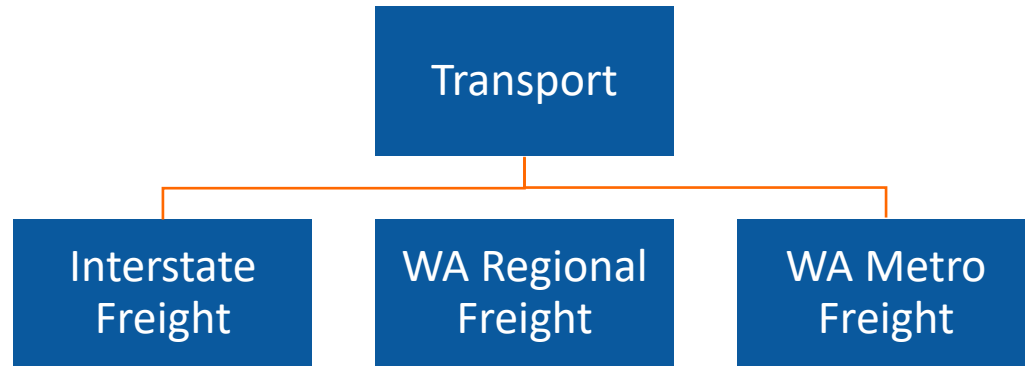 Transport
Interstate
Freight
WA Regional
Freight
WA Metro
Freight